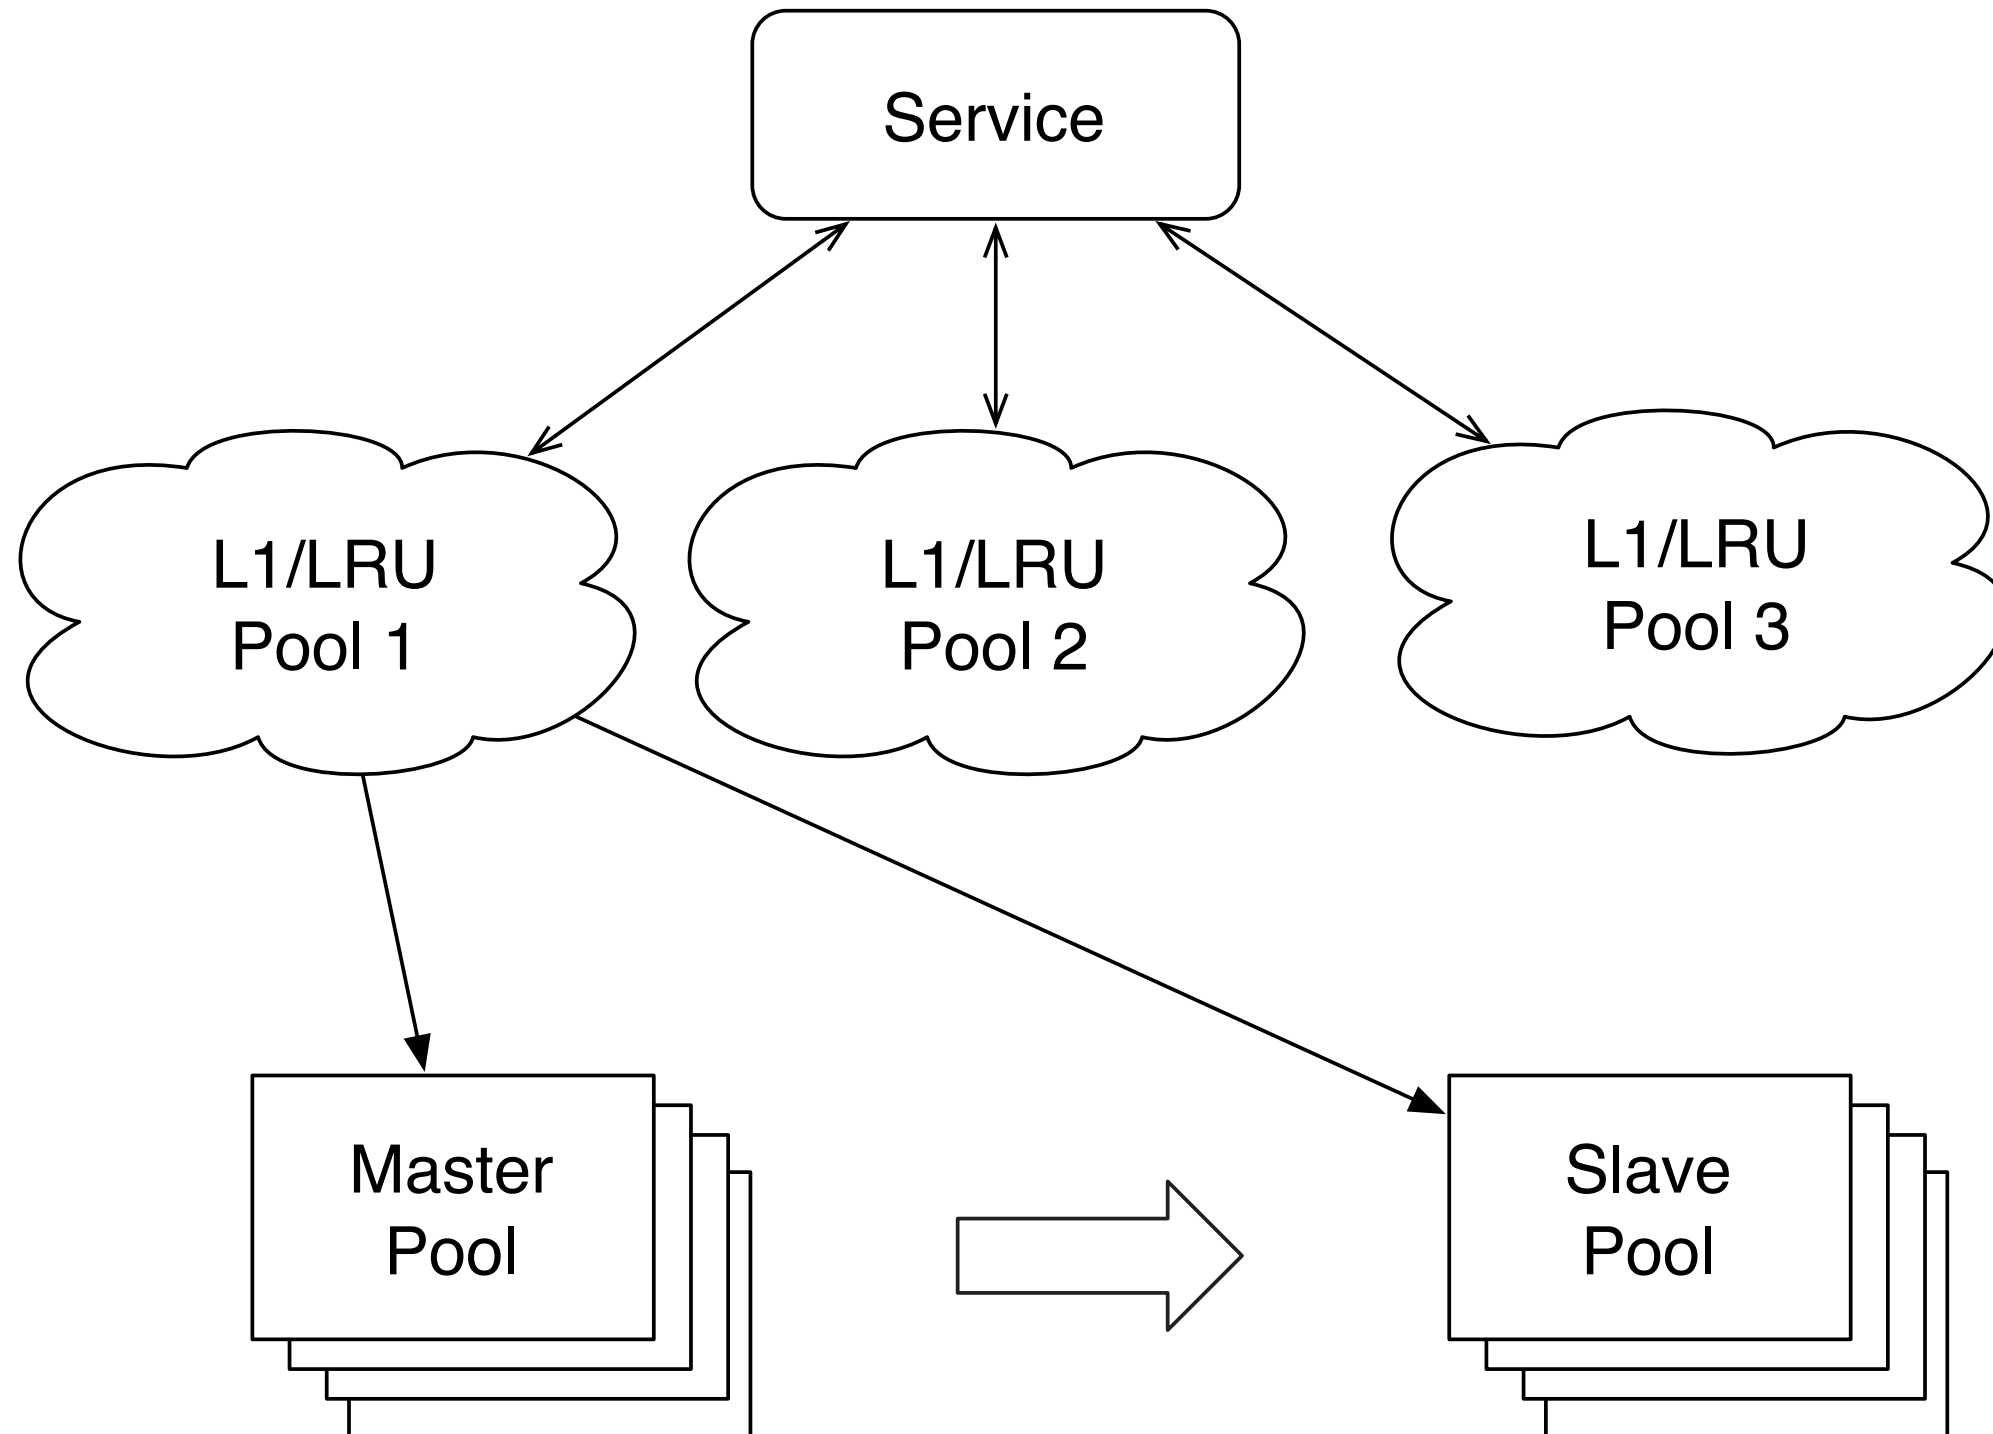 Service
L1/LRU
Pool 1
L1/LRU
Pool 2
L1/LRU
Pool 3
Master
Pool
Slave
Pool